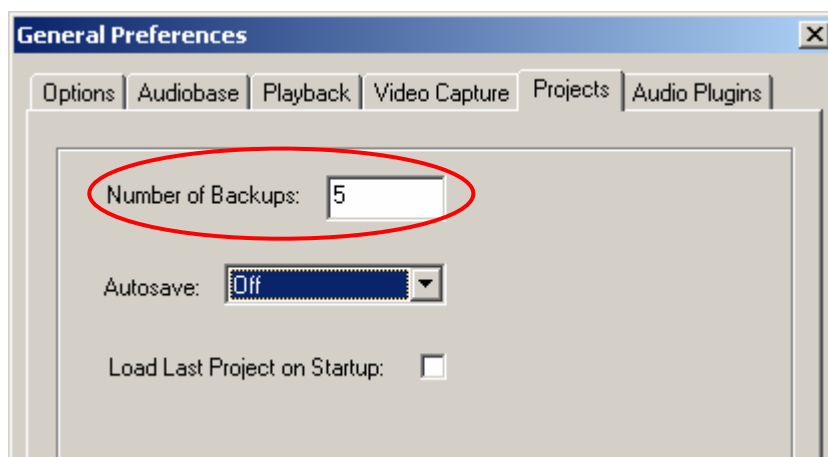 General Preferences
Options Audiobase Playback Video Capture Projects Audio Plugins
Number of Backups: 5
Autosave: Off
Load Last Project on Startup: